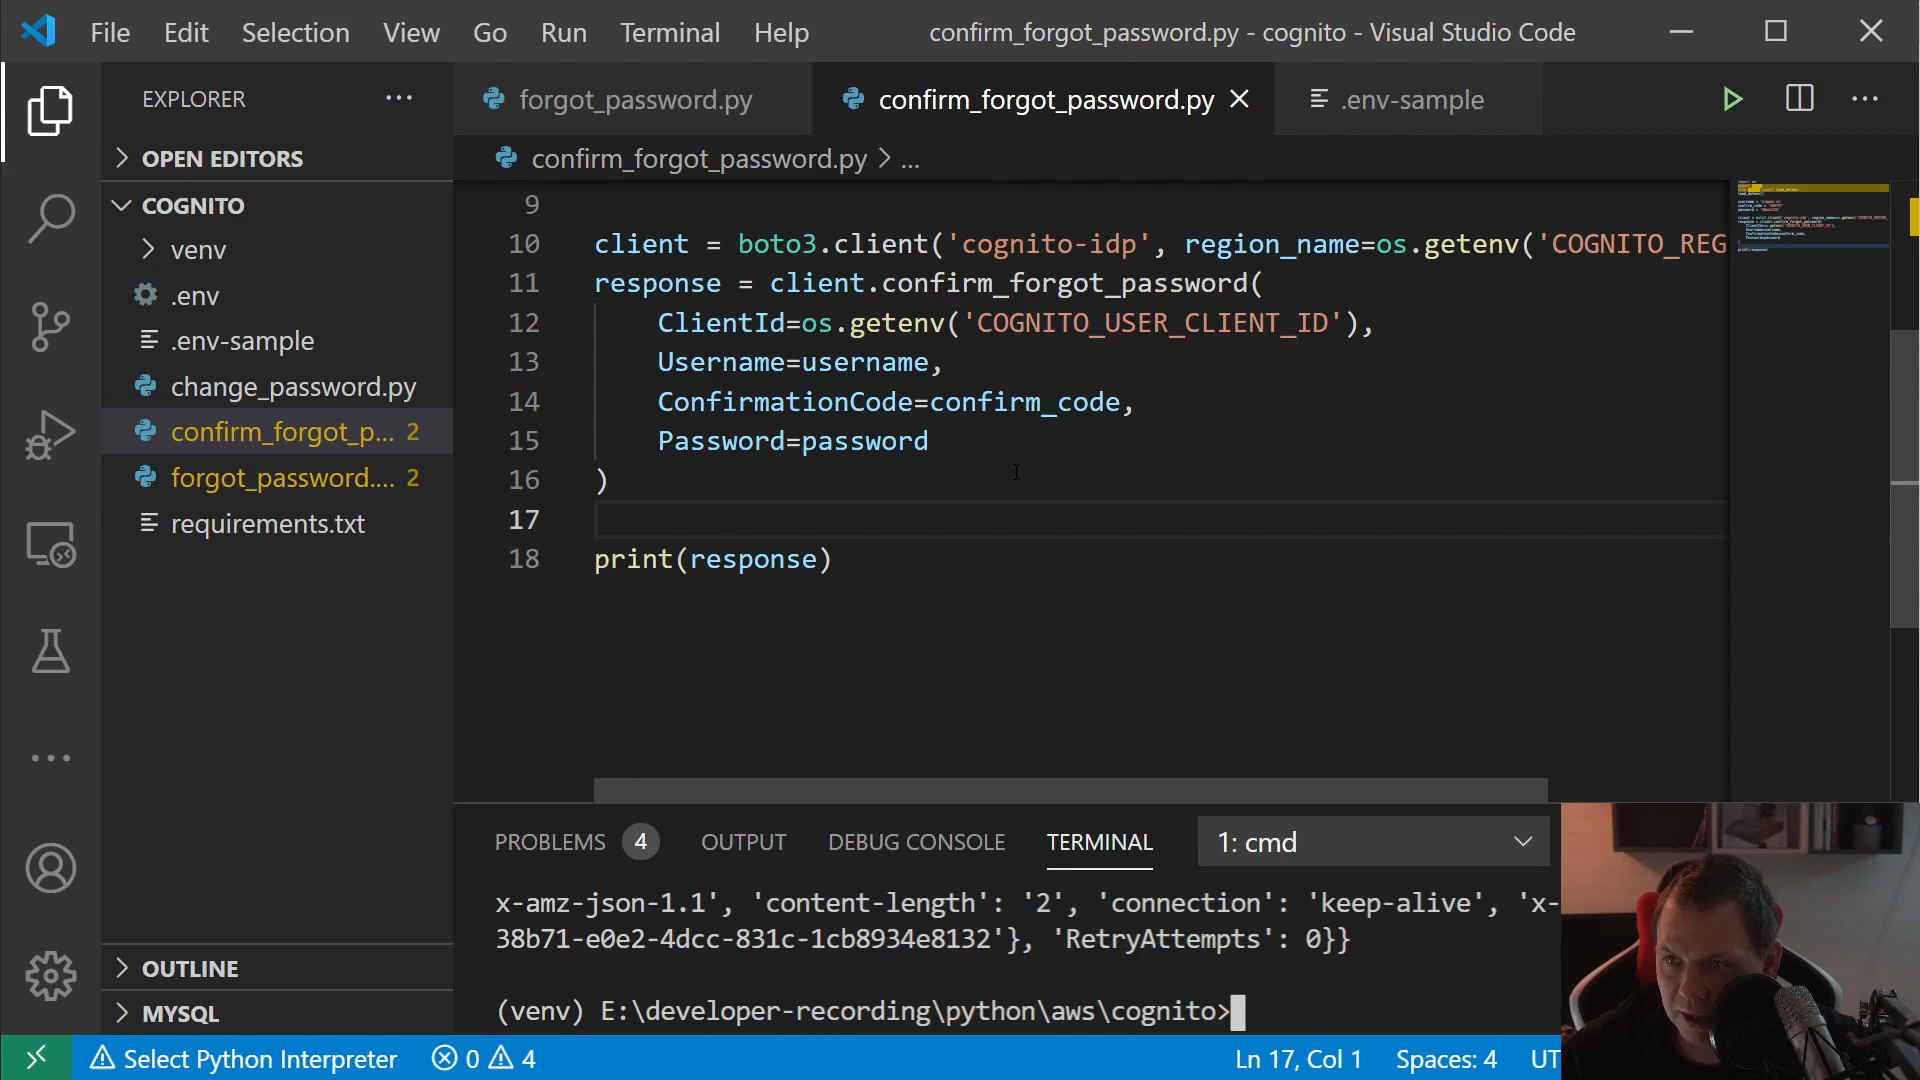 File Edit Selection View Go Run Terminal Help confirm_forgot_password.py - cognito - Visual Studio Code
EXPLORER
forgot_password.py confirm_forgot_password.py .env-sample
OPEN EDITORS
confirm_forgot_password.py > ...
COGNITO
venv
.env
.env-sample
change_password.py
confirm_forgot_p... 2
forgot_password.... 2
requirements.txt
OUTLINE
MYSQL
9
10 client = boto3.client('cognito-idp', region_name=os.getenv('COGNITO_REG
11 response = client.confirm_forgot_password(
12 ClientId=os.getenv('COGNITO_USER_CLIENT_ID'),
13 Username=username,
14 ConfirmationCode=confirm_code,
15 Password=password
16 )
17
18 print(response)
PROBLEMS 4 OUTPUT DEBUG CONSOLE TERMINAL 1: cmd
x-amz-json-1.1', 'content-length': '2', 'connection': 'keep-alive', 'x-
38b71-e0e2-4dcc-831c-1cb8934e8132'}, 'RetryAttempts': 0}}
(venv) E:\developer-recording\python\aws\cognito>
Select Python Interpreter 0 4 Ln 17, Col 1 Spaces: 4 UT